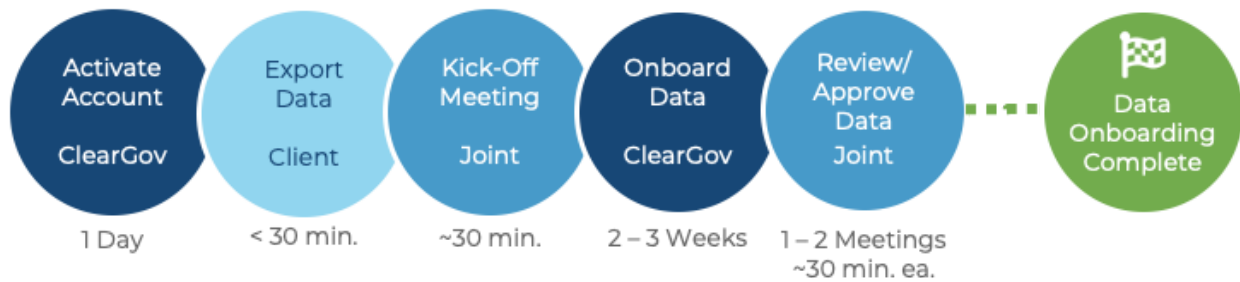 Activate
Account
ClearGov
1 Day
Export
Data
Client
< 30 min.
Kick-Off
Meeting
Joint
~30 min.
Onboard
Data
ClearGov
2 – 3 Weeks
Review/
Approve
Data
Joint
1 – 2 Meetings
~30 min. ea.
Data
Onboarding
Complete